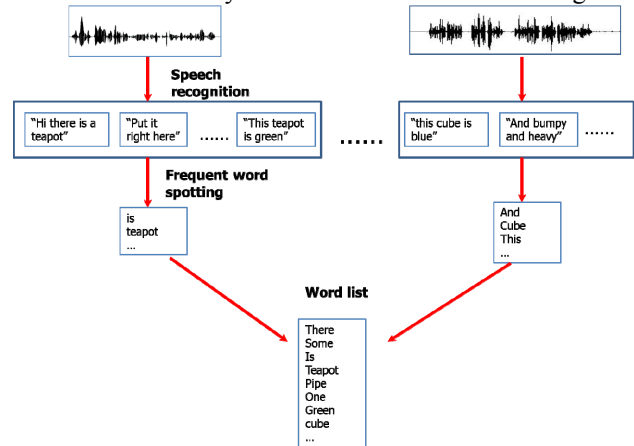 Speech
recognition
"Hi there is a
teapot"
"Put it
right here"
......
"This teapot
is green"
......
"this cube is
blue"
"And bumpy
and heavy"
......
Frequent word
spotting
is
teapot
...
And
Cube
This
...
Word list
There
Some
Is
Teapot
Pipe
One
Green
cube
...